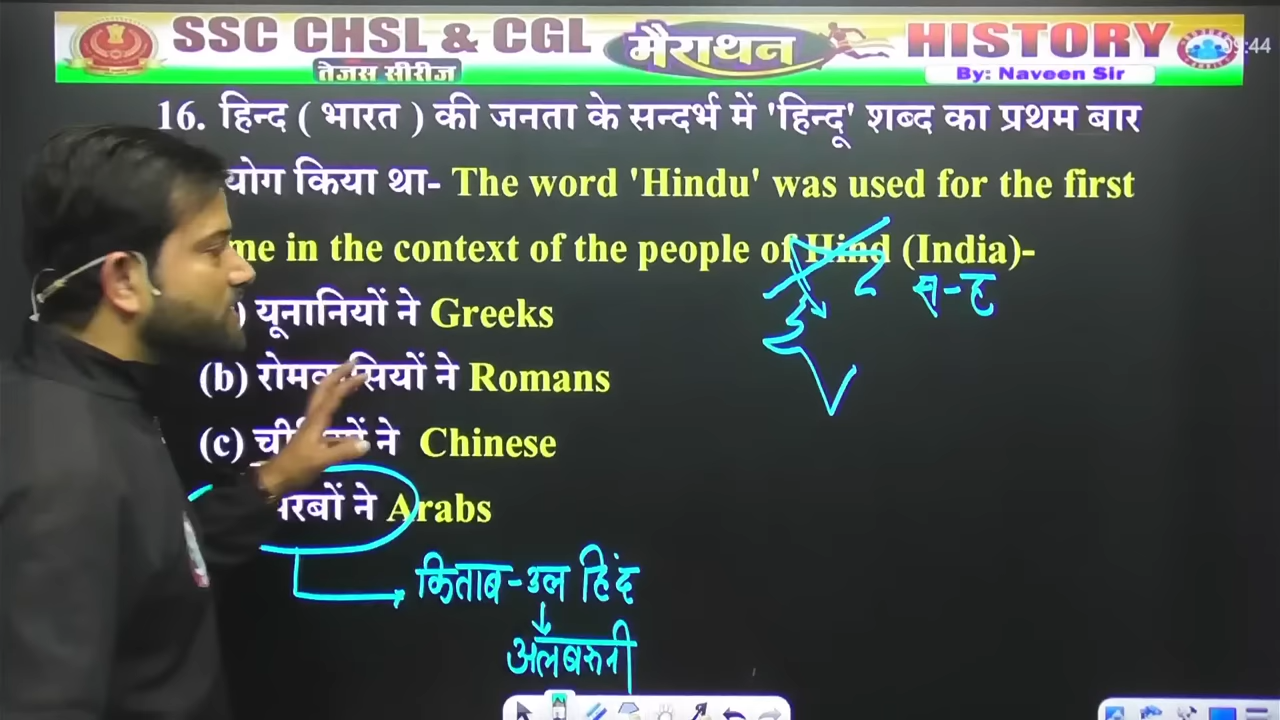 SSC CHSL & CGL
तेजस सीरीज
मैराथन
HISTORY
By: Naveen Sir
:44
16. हिन्द ( भारत ) की जनता के सन्दर्भ में 'हिन्दू' शब्द का प्रथम बार
योग किया था- The word 'Hindu' was used for the first
me in the context of the people of Hind (India)-
स-ह
) यूनानियों ने Greeks
(b) ने Romans
(c) ने Chinese
रबों ने Arabs
किताब-उल हिंद
अलबरुनी